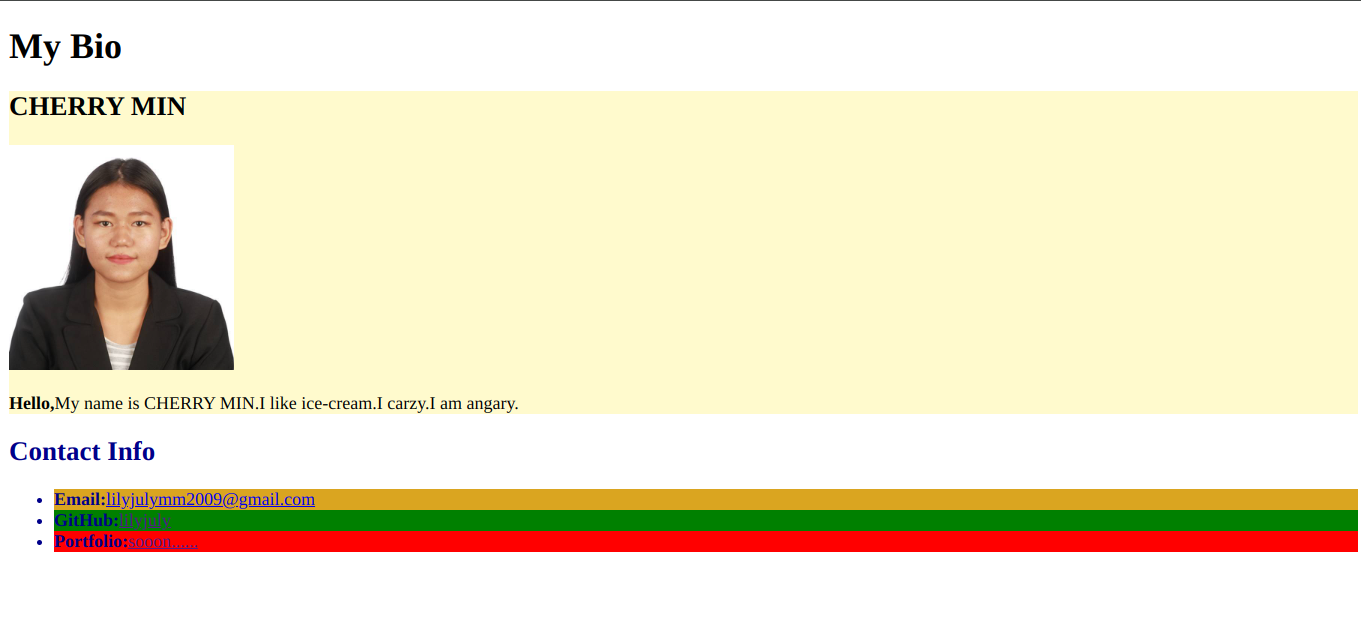 My Bio
CHERRY MIN
Hello,My name is CHERRY MIN.I like ice-cream.I carzy.I am angary.
Contact Info
Email:lilyjulymm2009@gmail.com
GitHub:lilyjuly
Portfolio:sooon......